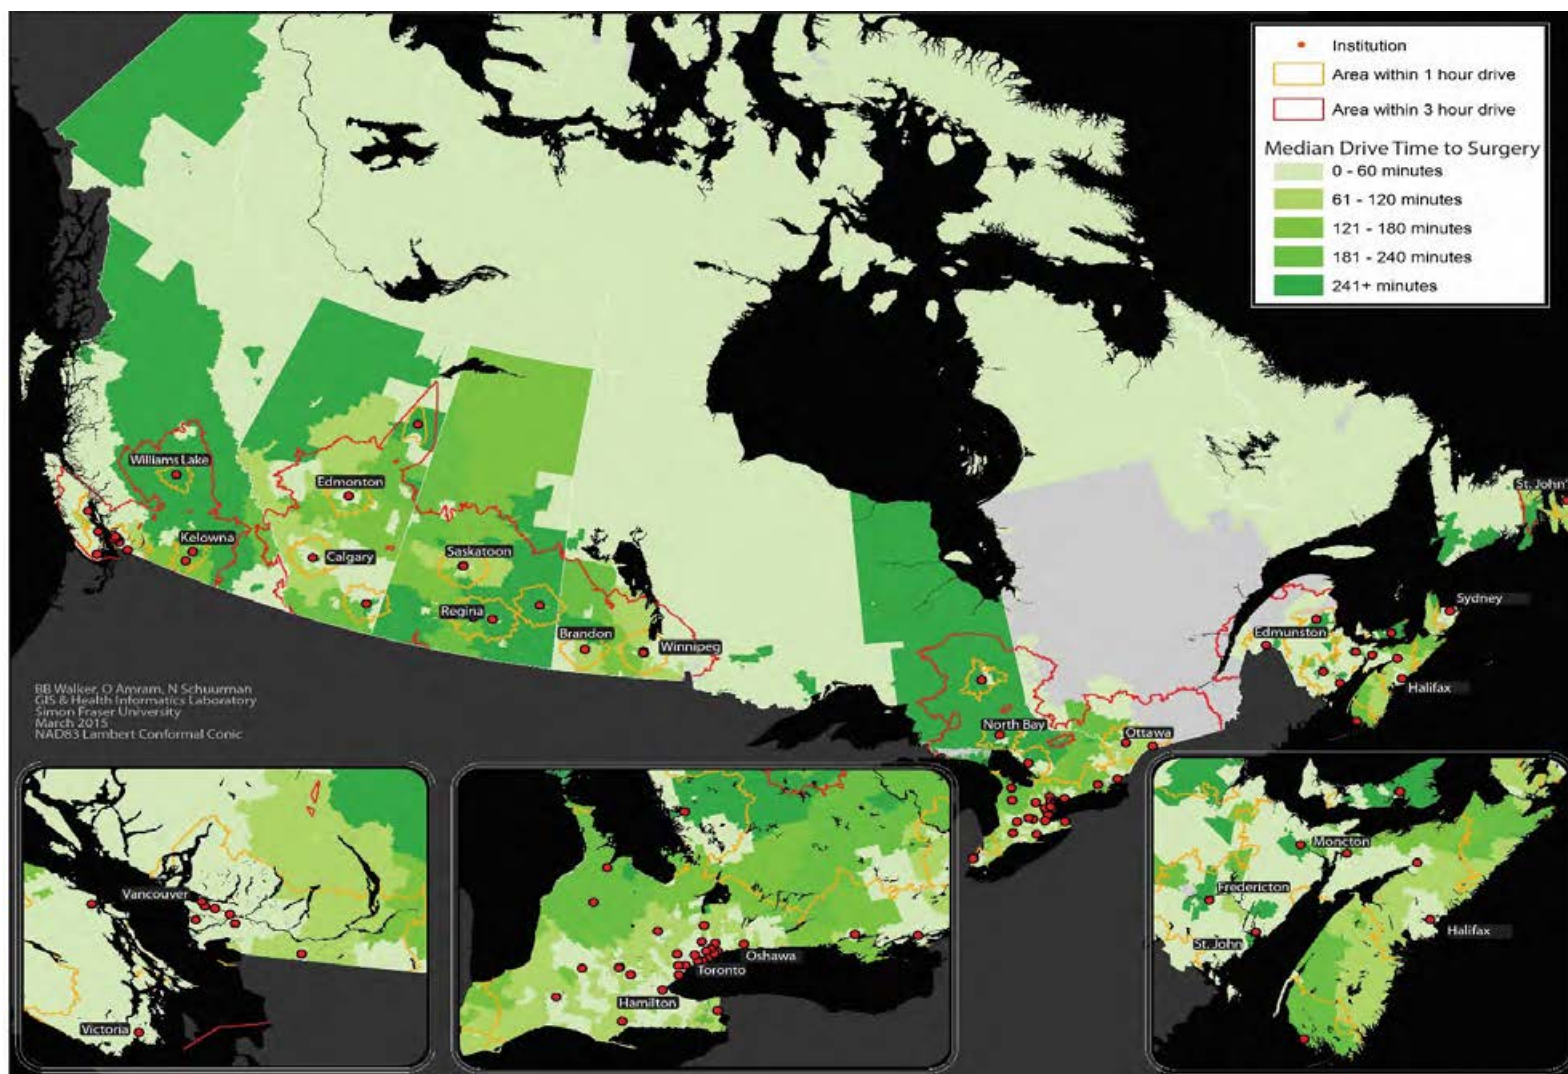 Institution
Area within 1 hour drive
Area within 3 hour drive
Median Drive Time to Surgery
0 - 60 minutes
61 - 120 minutes
121 - 180 minutes
181 - 240 minutes
241+ minutes
Williams Lake
Edmonton
St. John'
Kelowna
Calgary
Saskatoon
Regina
Sydney
Brandon
Winnipeg
Edmunston
Halifax
BB Walker, O Amram, N Schuurman
GIS & Health Informatics Laboratory
Simon Fraser University
March 2015
NAD83 Lambert Conformal Conic
North Bay
Ottawa
Vancouver
Victoria
Oshawa
Toronto
Hamilton
Moncton
Fredericton
St. John
Halifax